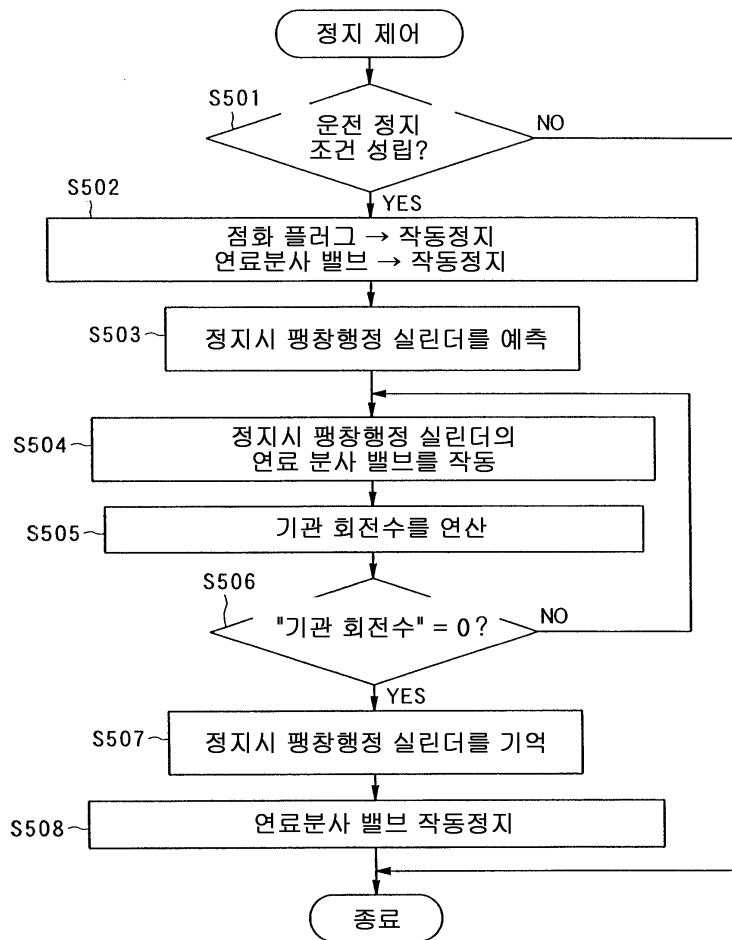 정지 제어
S501
운전 정지
조건 성립?
NO
YES
S502
점화 플러그 → 작동정지
연료분사 밸브 → 작동정지
S503
정지시 팽창행정 실린더를 예측
S504
정지시 팽창행정 실린더의
연료 분사 밸브를 작동
S505
기관 회전수를 연산
S506
"기관 회전수" = 0?
NO
YES
S507
정지시 팽창행정 실린더를 기억
S508
연료분사 밸브 작동정지
종료